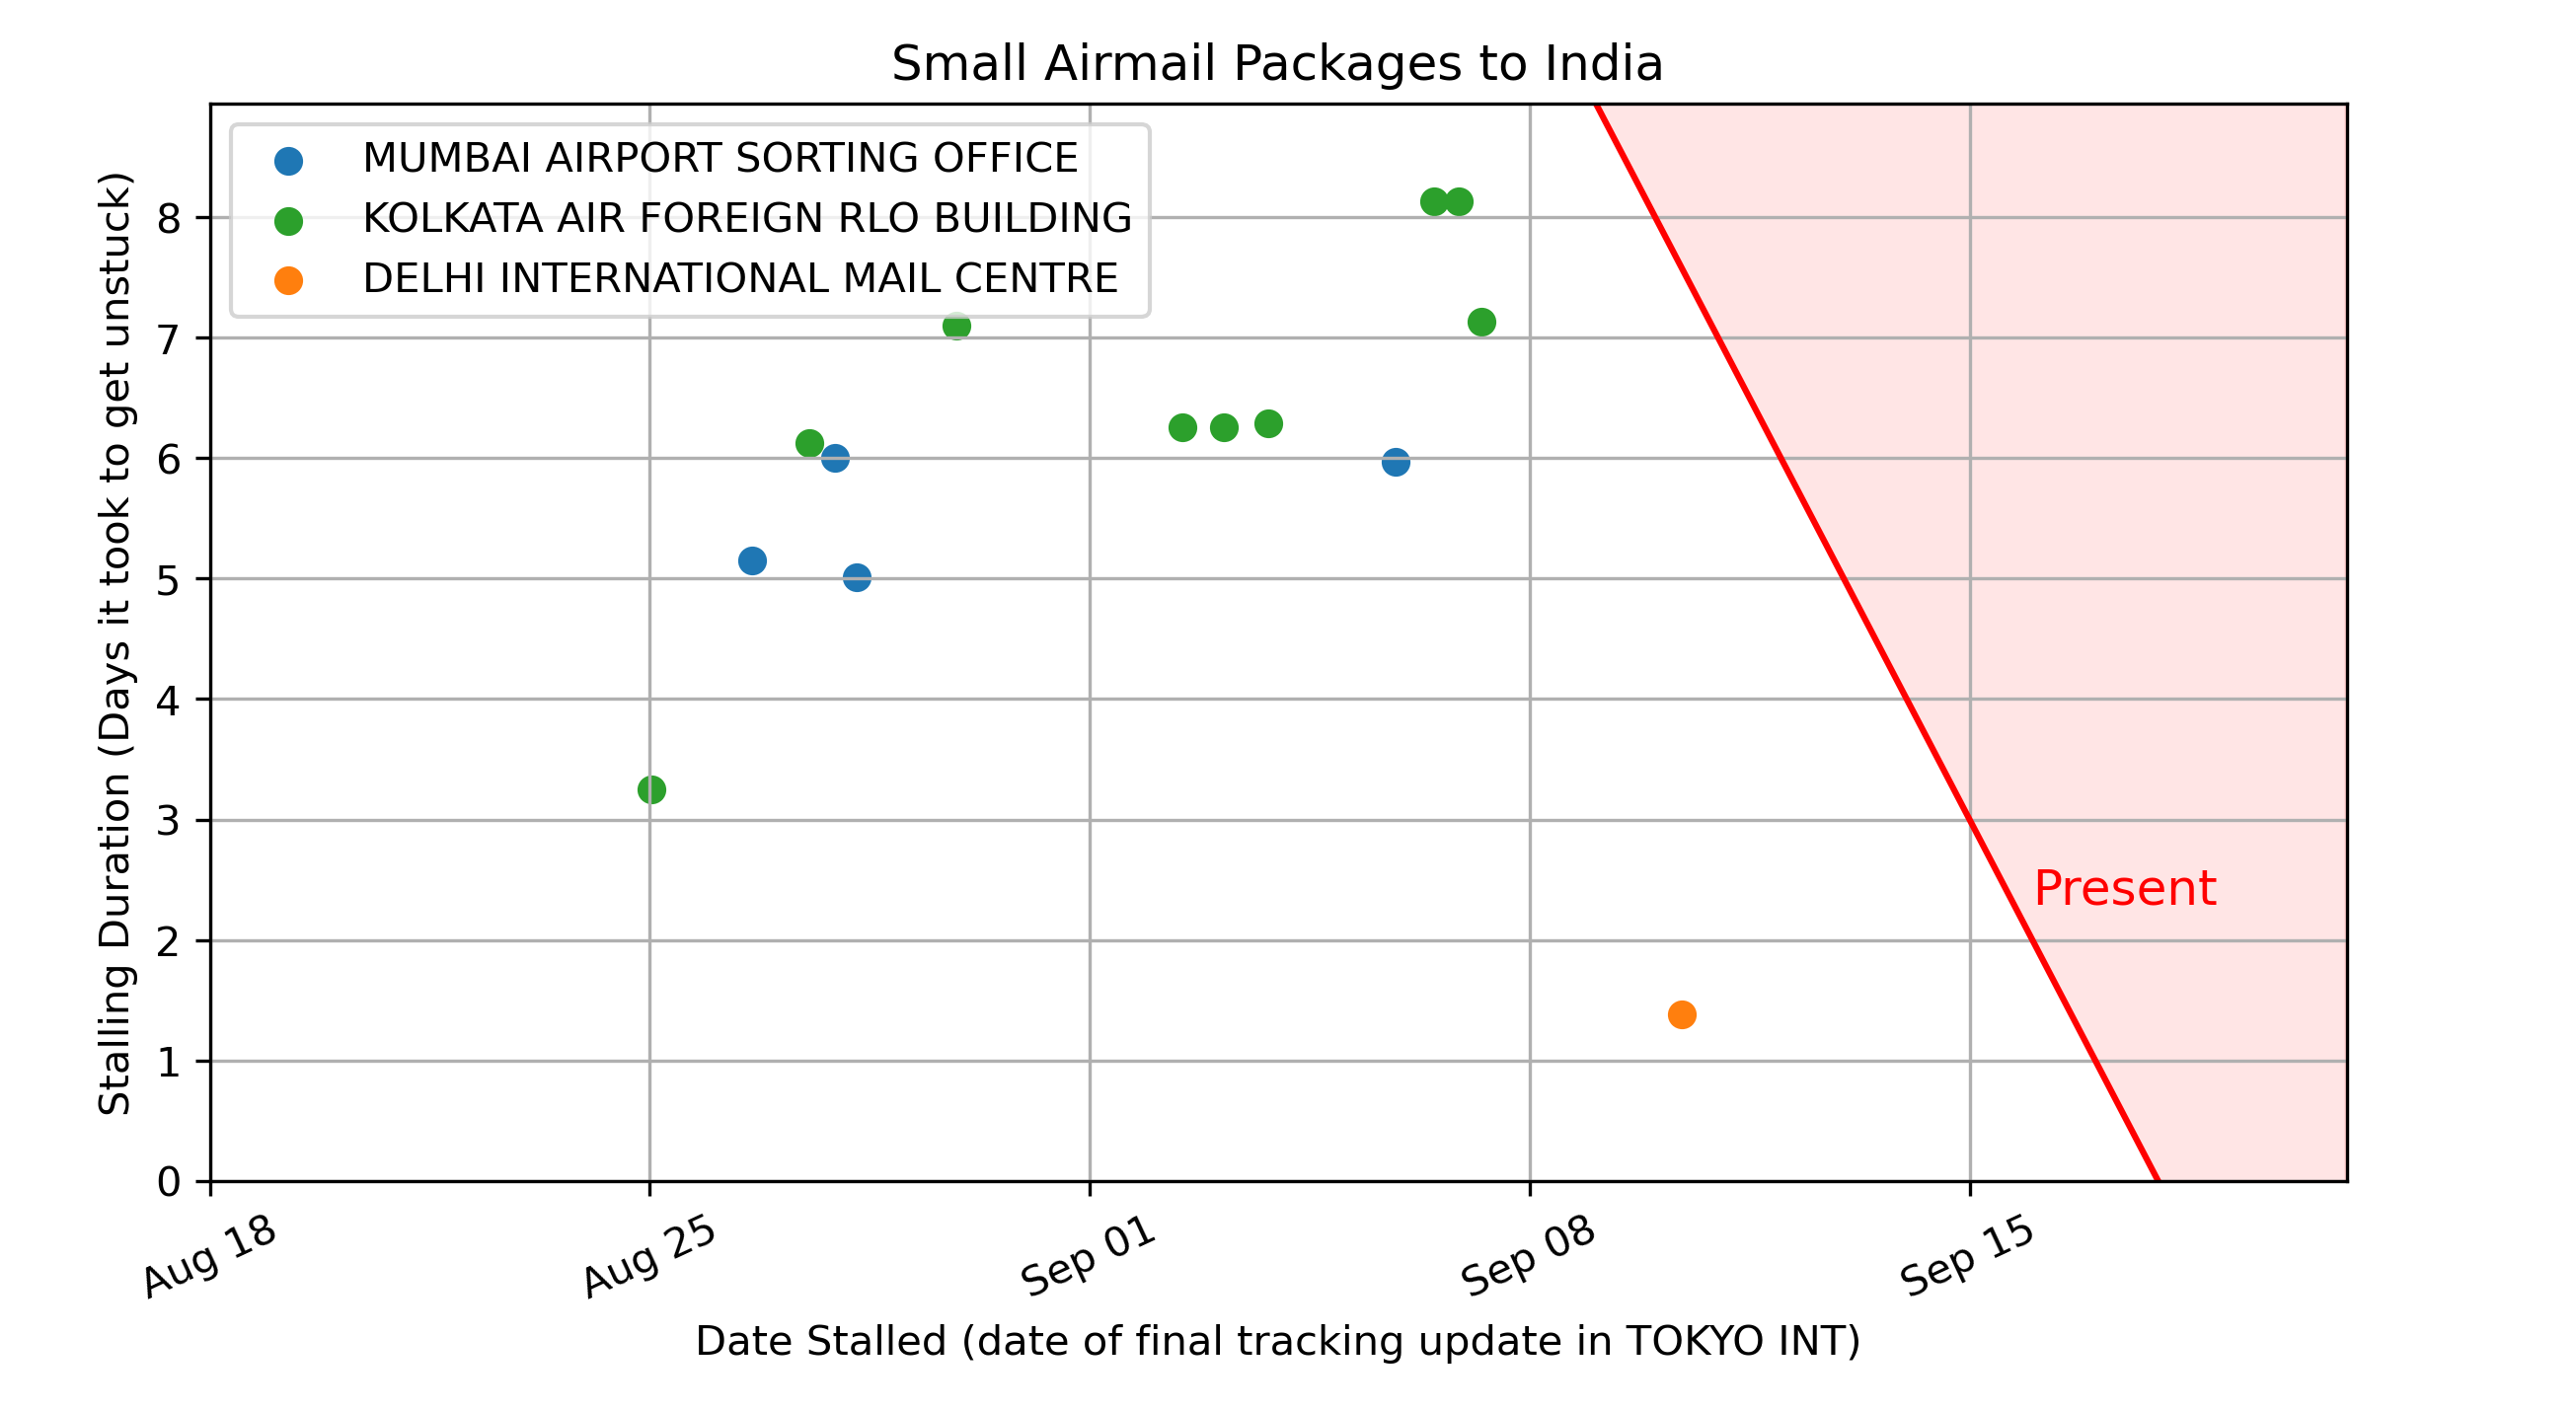 Small Airmail Packages to India
MUMBAI AIRPORT SORTING OFFICE
KOLKATA AIR FOREIGN RLO BUILDING
DELHI INTERNATIONAL MAIL CENTRE
Stalling Duration (Days it took to get unstuck)
8
7
6
5
4
3
2
1
0
Present
Aug 18
Aug 25
Sep 01
Sep 08
Sep 15
Date Stalled (date of final tracking update in TOKYO INT)